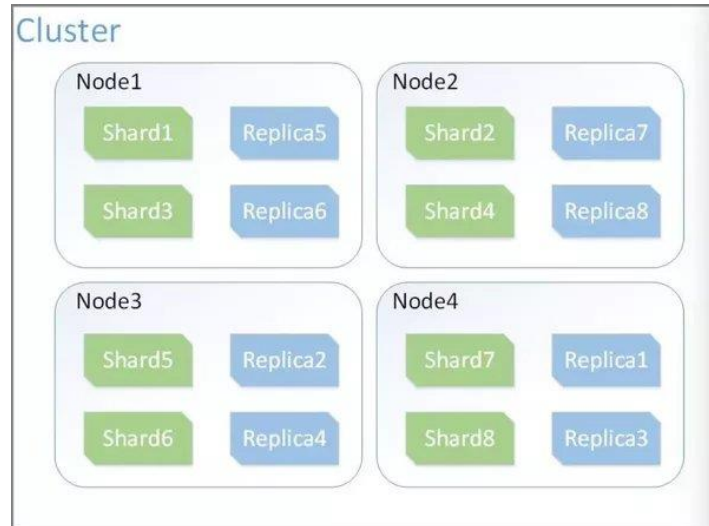 Cluster
Node1
Shard1
Replica5
Shard3
Replica6
Node2
Shard2
Replica7
Shard4
Replica8
Node3
Shard5
Replica2
Shard6
Replica4
Node4
Shard7
Replica1
Shard8
Replica3